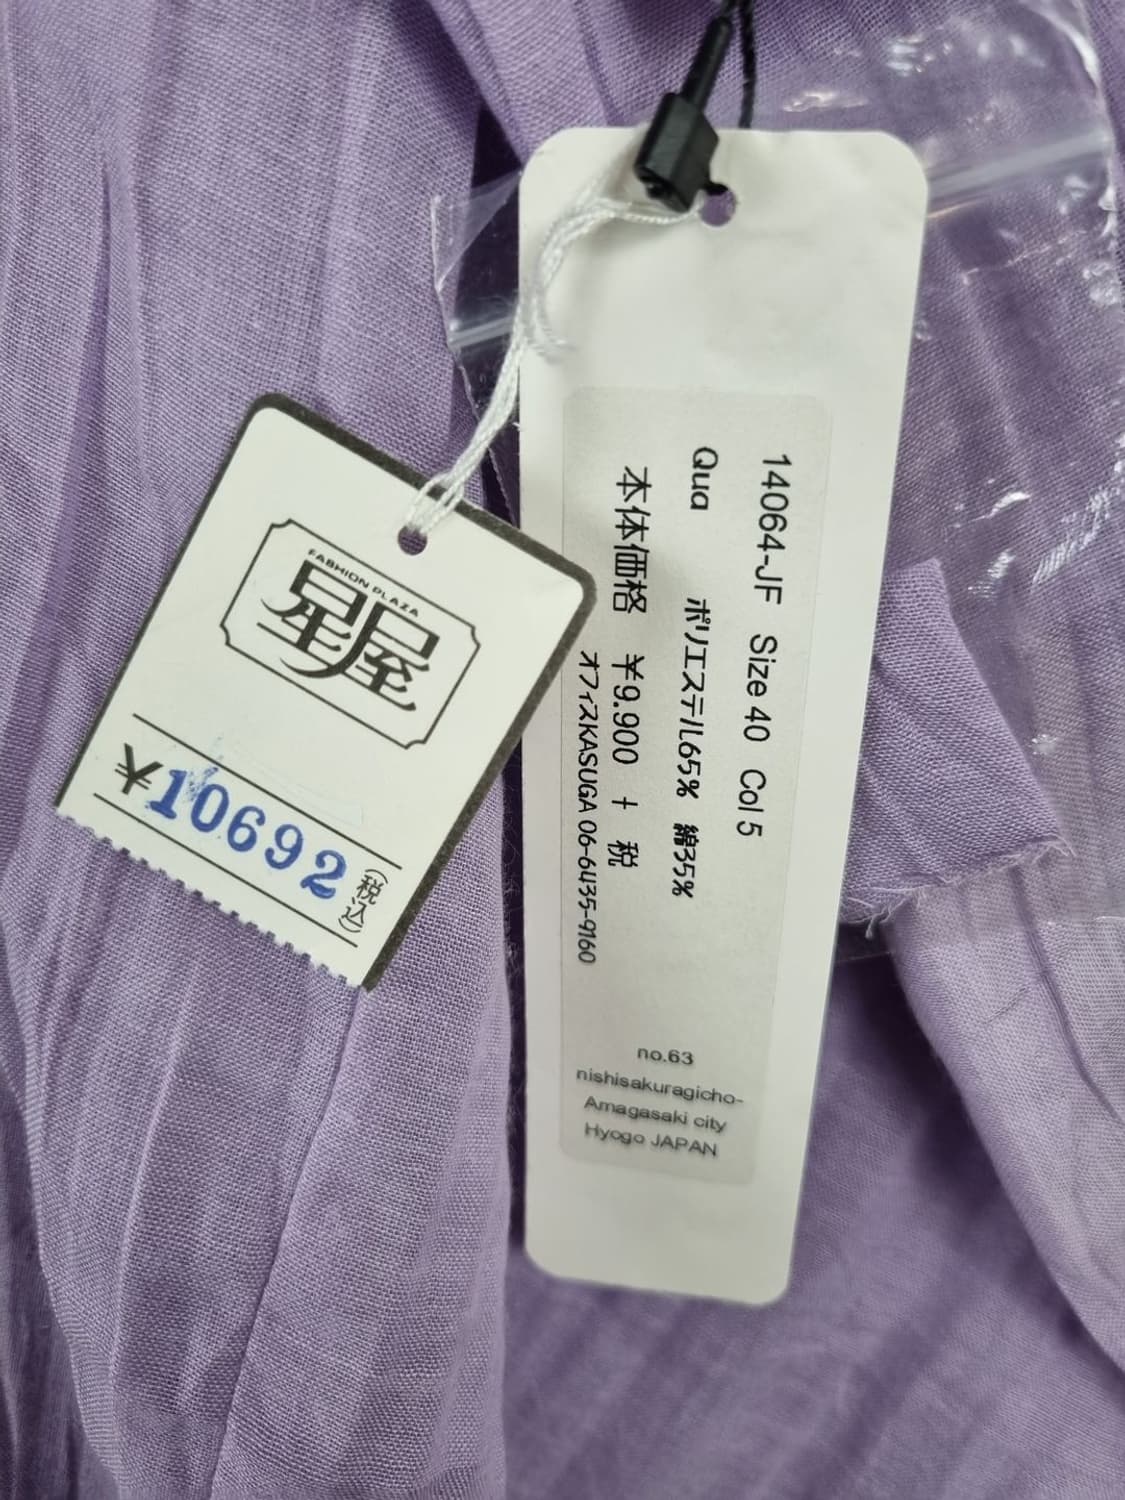 FASHION PLAZA
星屋
¥10692(税込)
14064-JF Size 40 Col 5
Qua ポリエステル65% 綿35%
本体価格 ¥9.900 + 税
オフィスKASUGA 06-6435-9160
no.63
nishisakuragicho-
Amagasaki city
Hyogo JAPAN